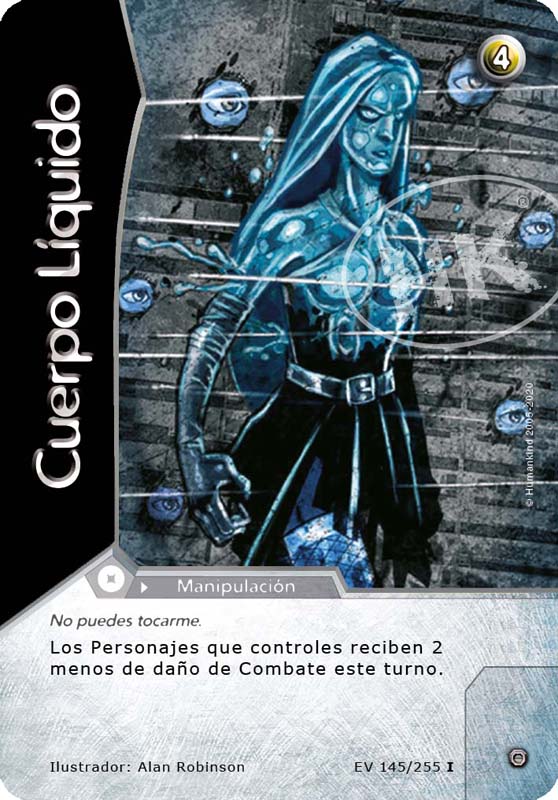 Cuerpo Líquido
4
HK®
© Humankind 2005-2020
Manipulación
No puedes tocarme.
Los Personajes que controles reciben 2
menos de daño de Combate este turno.
Ilustrador: Alan Robinson
EV 145/255 I